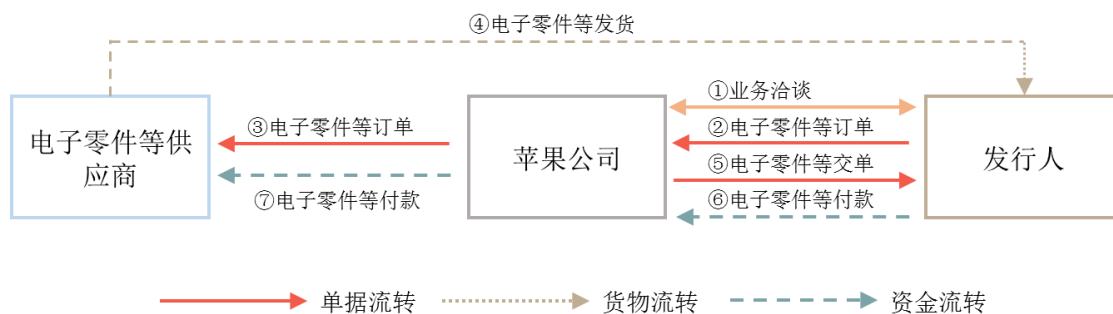 ④电子零件等发货
①业务洽谈
③电子零件等订单
②电子零件等订单
电子零件等供
应商
苹果公司
发行人
⑤电子零件等交单
⑦电子零件等付款
⑥电子零件等付款
单据流转
货物流转
资金流转